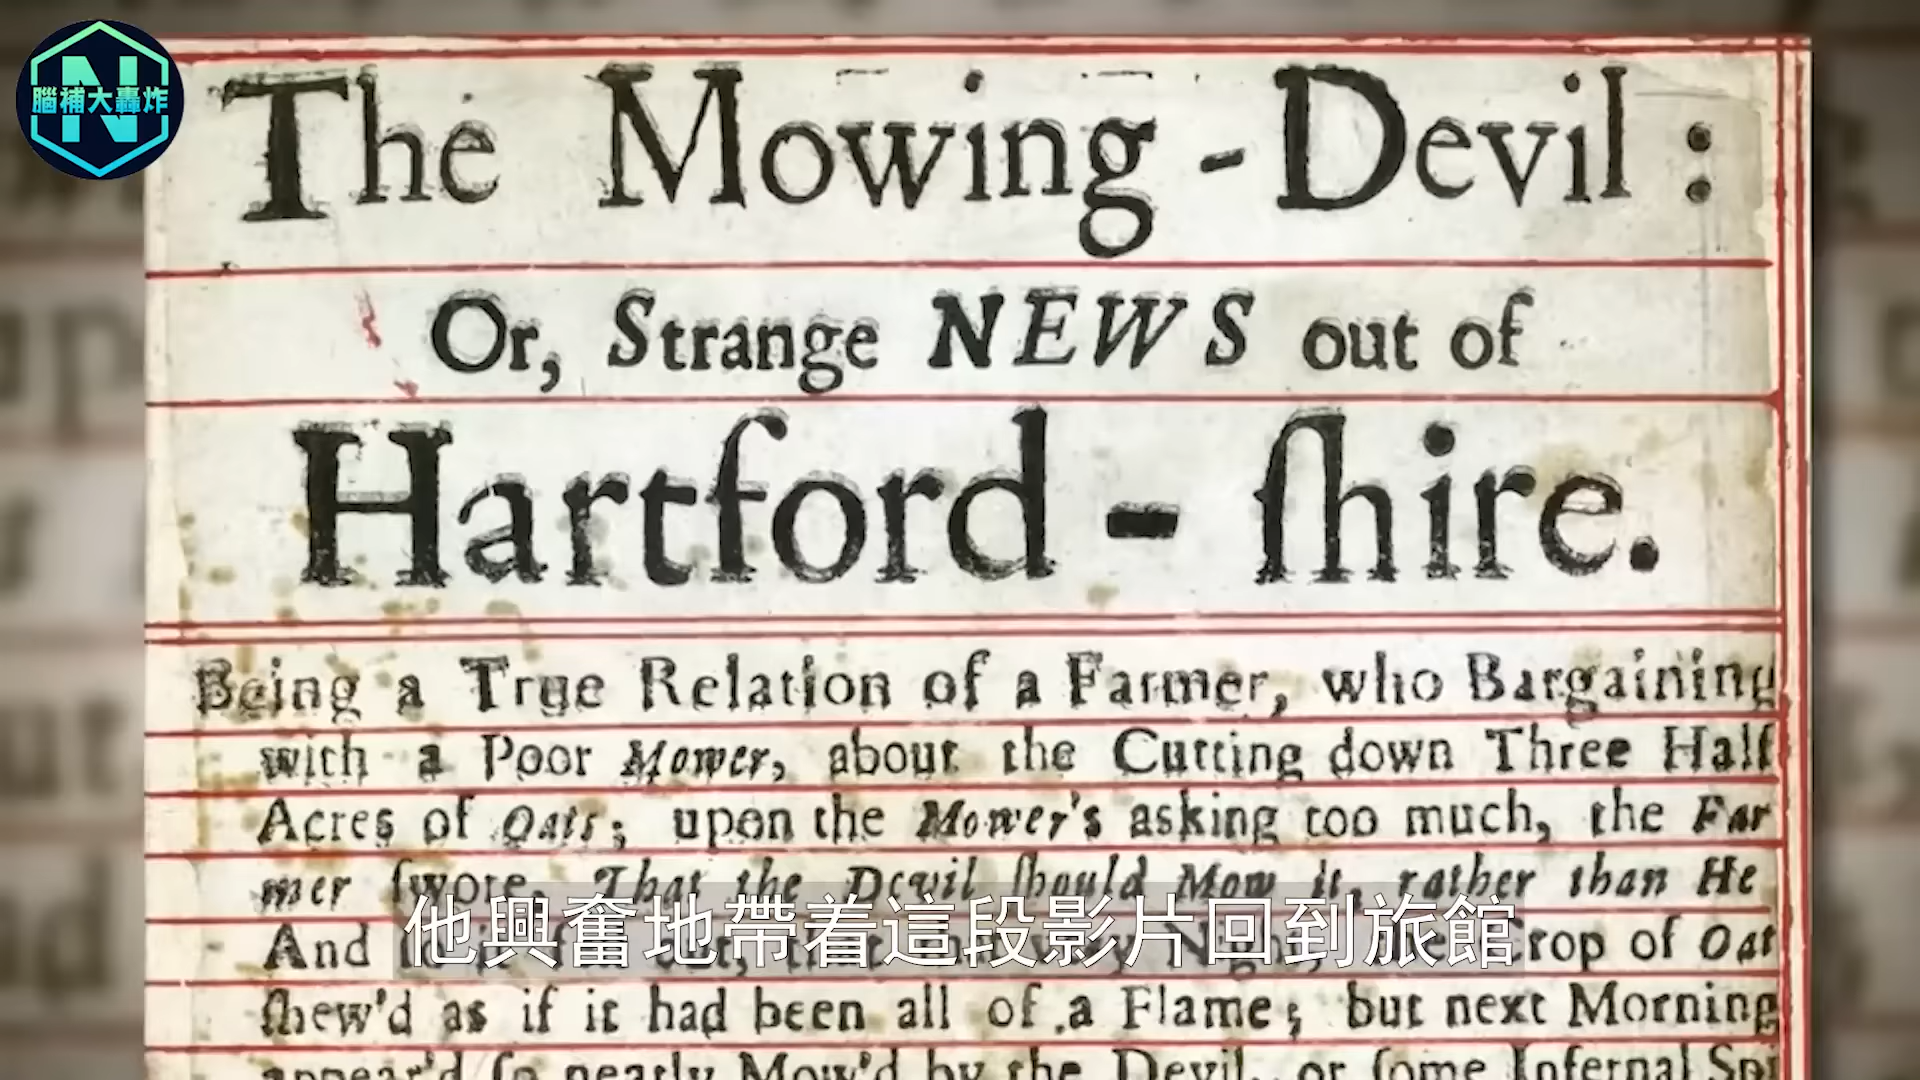 腦補大轟炸
The Mowing-Devil:
Or, Strange NEWS out of
Hartford-ſhire.
Being a True Relation of a Farmer, who Bargaining
with a Poor Mower, about the Cutting down Three Half
Acres of Oats; upon the Mower's asking too much, the Far
mer ſwore, That the Devil ſhould Mow it, rather than He
And Crop of Oat
他興奮地帶着這段影片回到旅館
ſhew'd as if it had been all of a Flame; but next Morning
appear'd ſo neatly Mow'd by the Devil, or ſome Infernal Spi